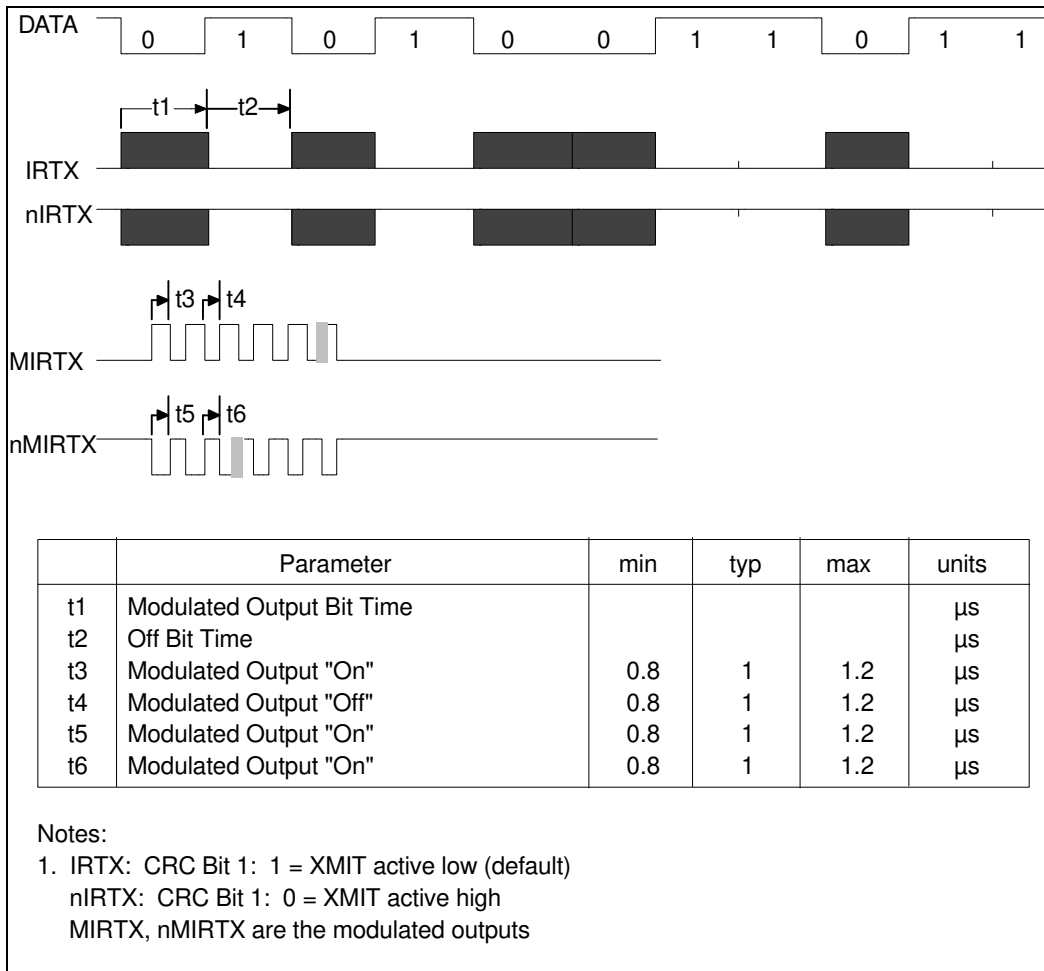 DATA 0 1 0 1 0 0 1 1 0 1 1
t1 t2
IRTX
nIRTX
t3 t4
MIRTX
t5 t6
nMIRTX
Parameter min typ max units
t1 Modulated Output Bit Time µs
t2 Off Bit Time µs
t3 Modulated Output "On" 0.8 1 1.2 µs
t4 Modulated Output "Off" 0.8 1 1.2 µs
t5 Modulated Output "On" 0.8 1 1.2 µs
t6 Modulated Output "On" 0.8 1 1.2 µs
Notes:
1. IRTX: CRC Bit 1: 1 = XMIT active low (default)
nIRTX: CRC Bit 1: 0 = XMIT active high
MIRTX, nMIRTX are the modulated outputs